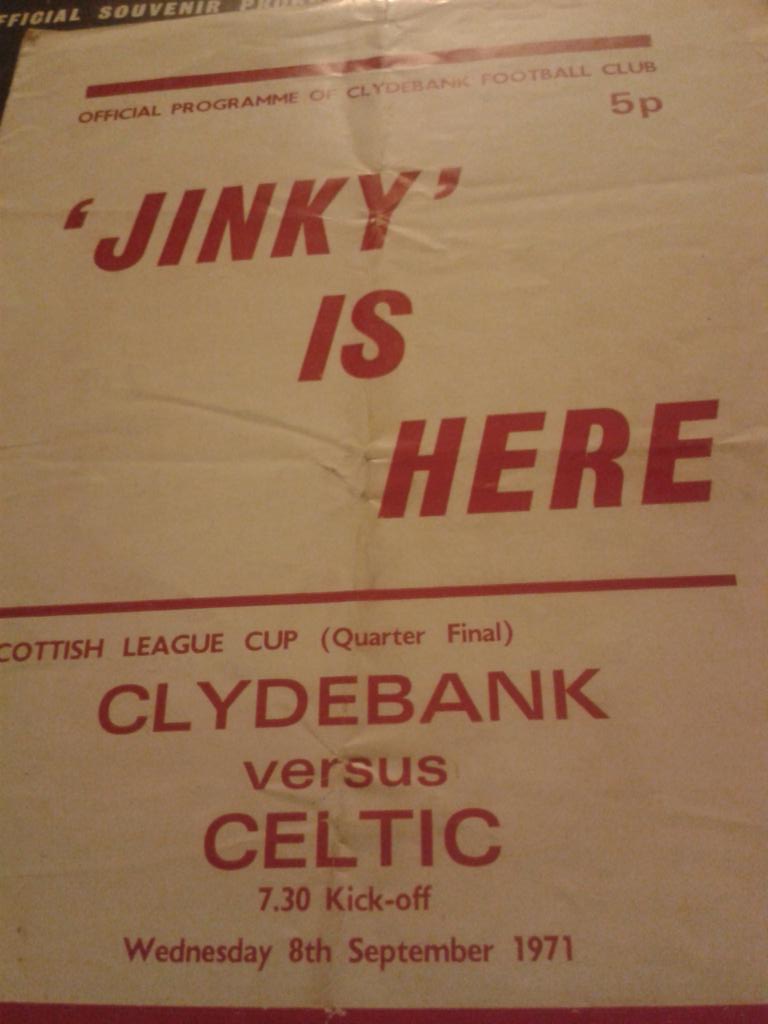 OFFICIAL SOUVENIR
OFFICIAL PROGRAMME OF CLYDEBANK FOOTBALL CLUB
5p
‘JINKY’
IS
HERE
COTTISH LEAGUE CUP (Quarter Final)
CLYDEBANK
versus
CELTIC
7.30 Kick-off
Wednesday 8th September 1971